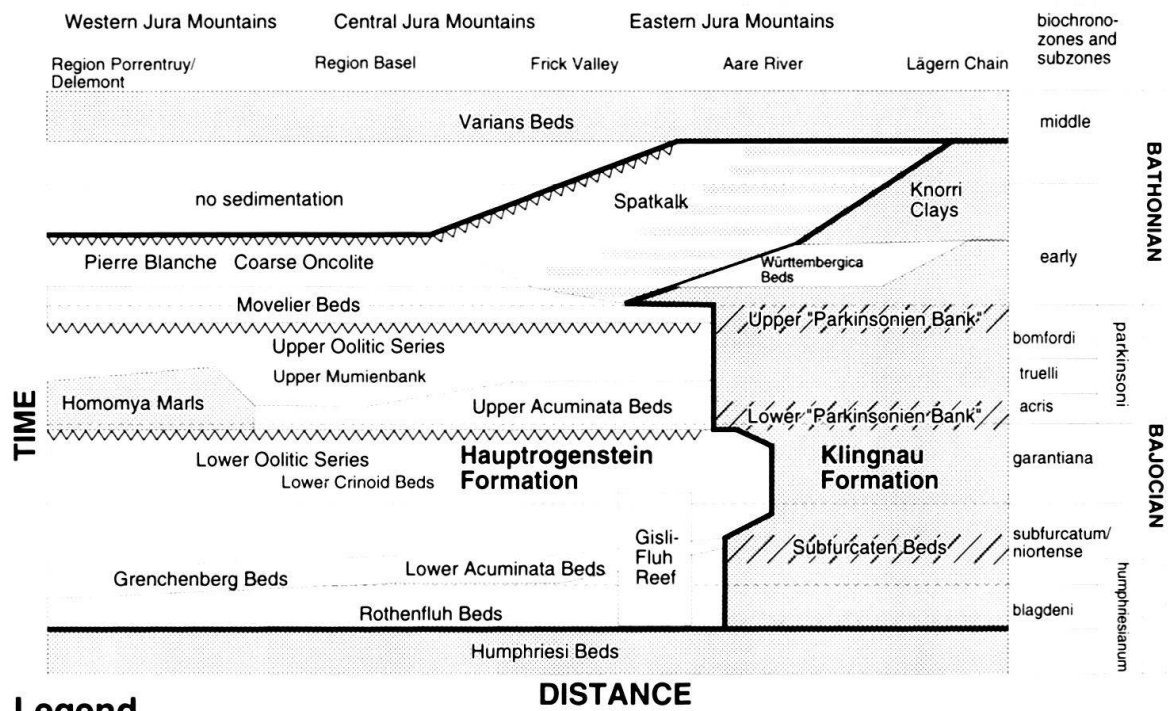 Western Jura Mountains
Central Jura Mountains
Eastern Jura Mountains
biochrono-
zones and
subzones
Region Porrentruy/
Delemont
Region Basel
Frick Valley
Aare River
Lägern Chain
Varians Beds
middle
no sedimentation
Spatkalk
Knorri
Clays
BATHONIAN
Pierre Blanche
Coarse Oncolite
Württembergica
Beds
early
Movelier Beds
Upper "Parkinsonien Bank"
Upper Oolitic Series
bomfordi
parkinsoni
Upper Mumienbank
truelli
Homomya Marls
Upper Acuminata Beds
Lower "Parkinsonien Bank"
acris
TIME
Lower Oolitic Series
Lower Crinoid Beds
Hauptrogenstein
Formation
Klingnau
Formation
garantiana
BAJOCIAN
Gisli-
Fluh
Reef
Subfurcaten Beds
subfurcatum/
niortense
Grenchenberg Beds
Lower Acuminata Beds
humphriesianum
Rothenfluh Beds
blagdeni
Humphriesi Beds
DISTANCE
Legend